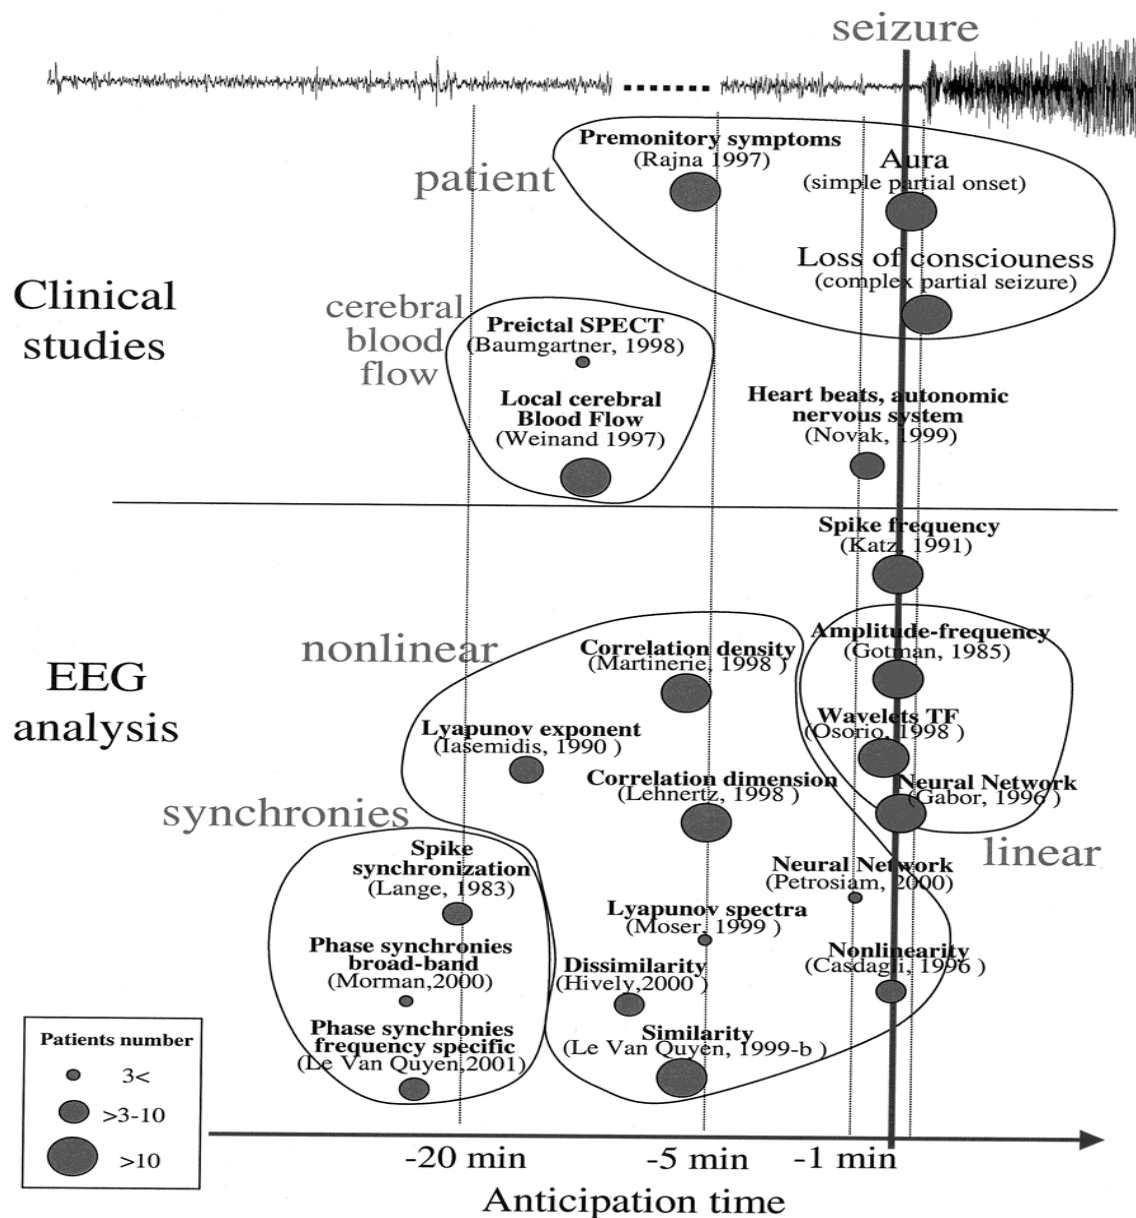 seizure
Premonitory symptoms
(Rajna 1997)
Aura
(simple partial onset)
patient
Loss of consciouness
(complex partial seizure)
Clinical
studies
cerebral
blood
flow
Preictal SPECT
(Baumgartner, 1998)
Local cerebral
Blood Flow
(Weinand 1997)
Heart beats, autonomic
nervous system
(Novak, 1999)
Spike frequency
(Katz, 1991)
EEG
analysis
nonlinear
Correlation density
(Martinerie, 1998 )
Lyapunov exponent
(Iasemidis, 1990 )
Correlation dimension
(Lehnertz, 1998 )
Amplitude-frequency
(Gotman, 1985)
Wavelets TF
(Osorio, 1998 )
Neural Network
(Gabor, 1996 )
linear
synchronies
Spike
synchronization
(Lange, 1983)
Phase synchronies
broad-band
(Morman,2000)
Phase synchronies
frequency specific
(Le Van Quyen,2001)
Neural Network
(Petrosiam, 2000)
Lyapunov spectra
(Moser, 1999 )
Nonlinearity
(Casdagli, 1996 )
Dissimilarity
(Hively,2000 )
Similarity
(Le Van Quyen, 1999-b )
Patients number
3<
>3-10
>10
-20 min
-5 min
-1 min
Anticipation time